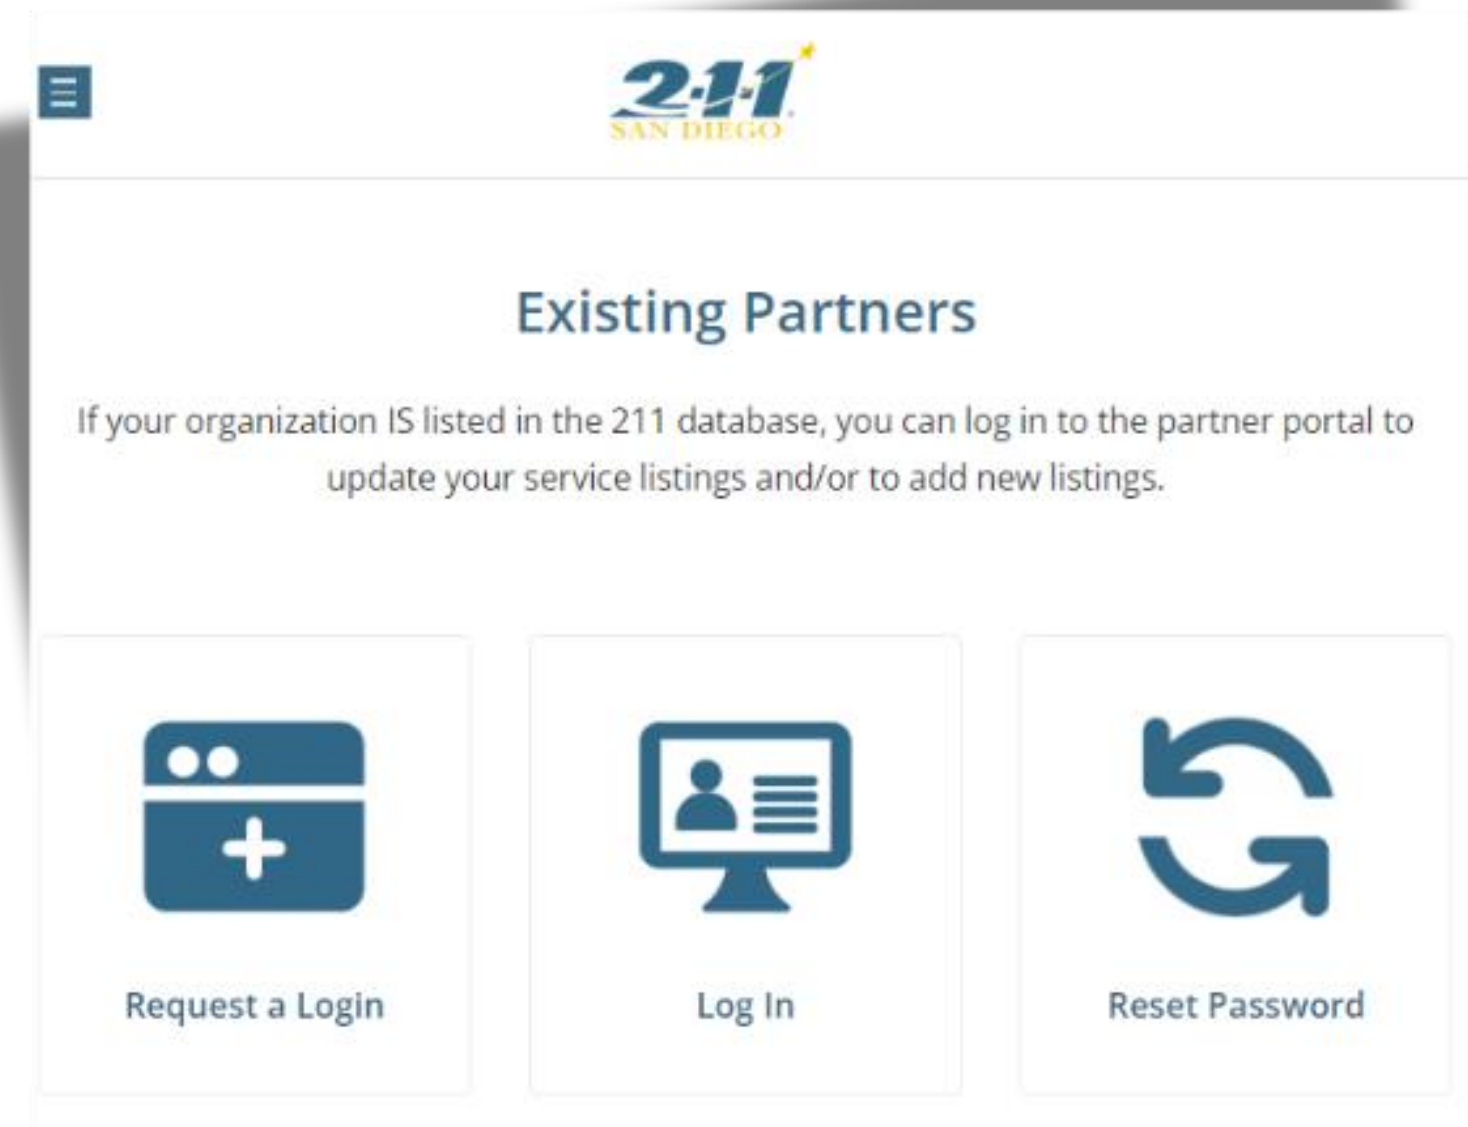 2·1·1
SAN DIEGO
Existing Partners
If your organization IS listed in the 211 database, you can log in to the partner portal to
update your service listings and/or to add new listings.
Request a Login
Log In
Reset Password